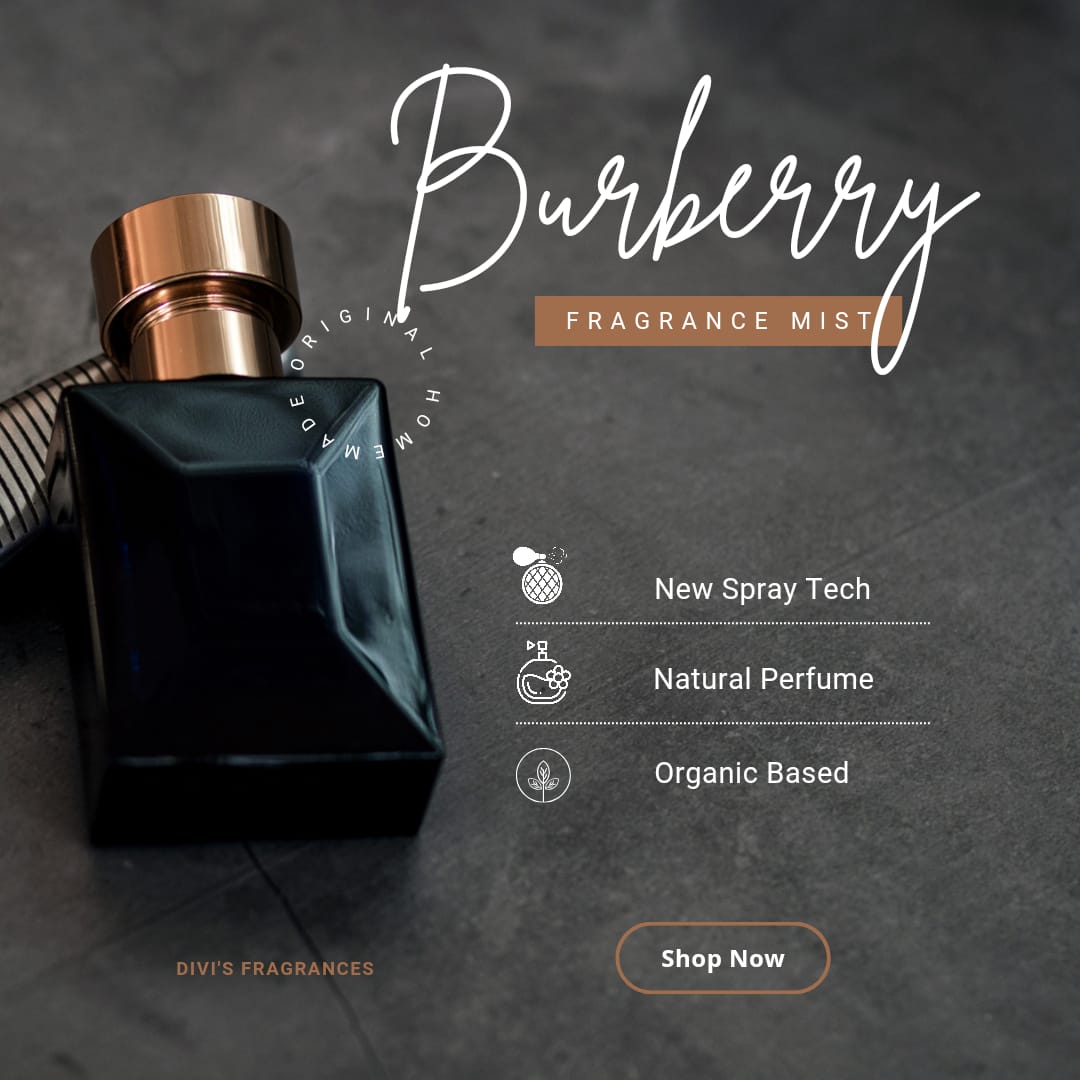 Burberry
FRAGRANCE MIST
ORIGINAL HOMEMADE
New Spray Tech
Natural Perfume
Organic Based
DIVI'S FRAGRANCES
Shop Now